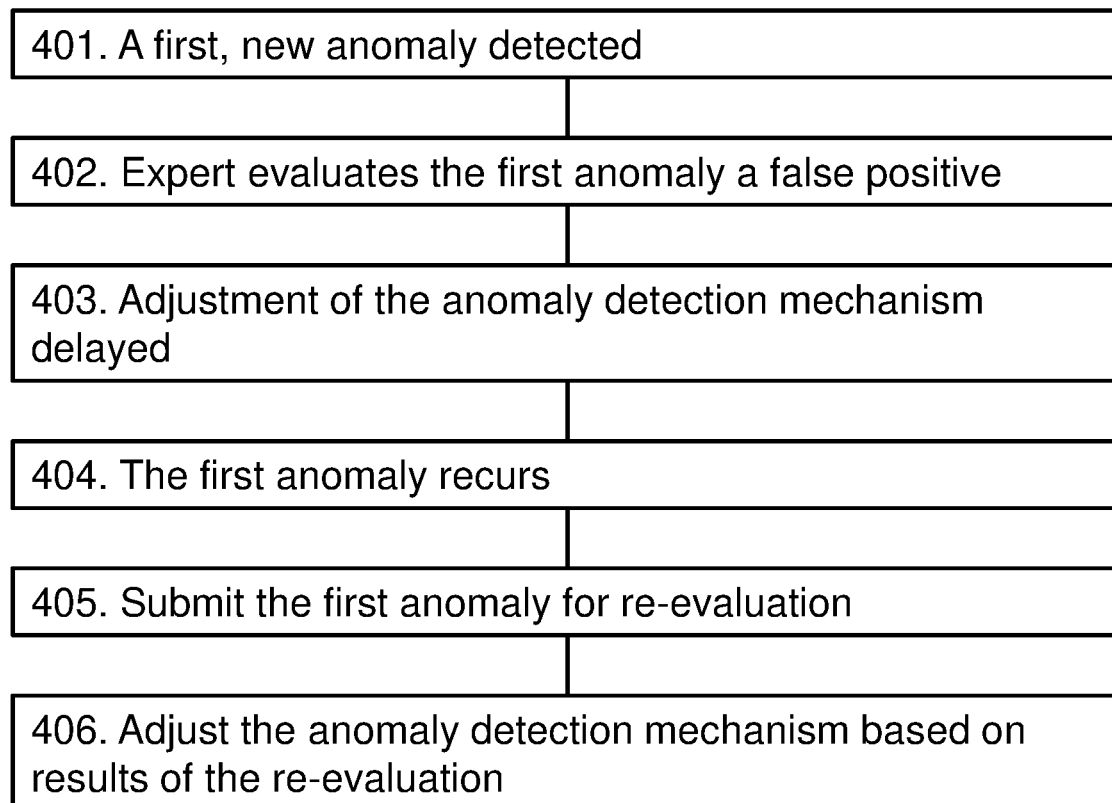 401. A first, new anomaly detected
402. Expert evaluates the first anomaly a false positive
403. Adjustment of the anomaly detection mechanism
delayed
404. The first anomaly recurs
405. Submit the first anomaly for re-evaluation
406. Adjust the anomaly detection mechanism based on
results of the re-evaluation